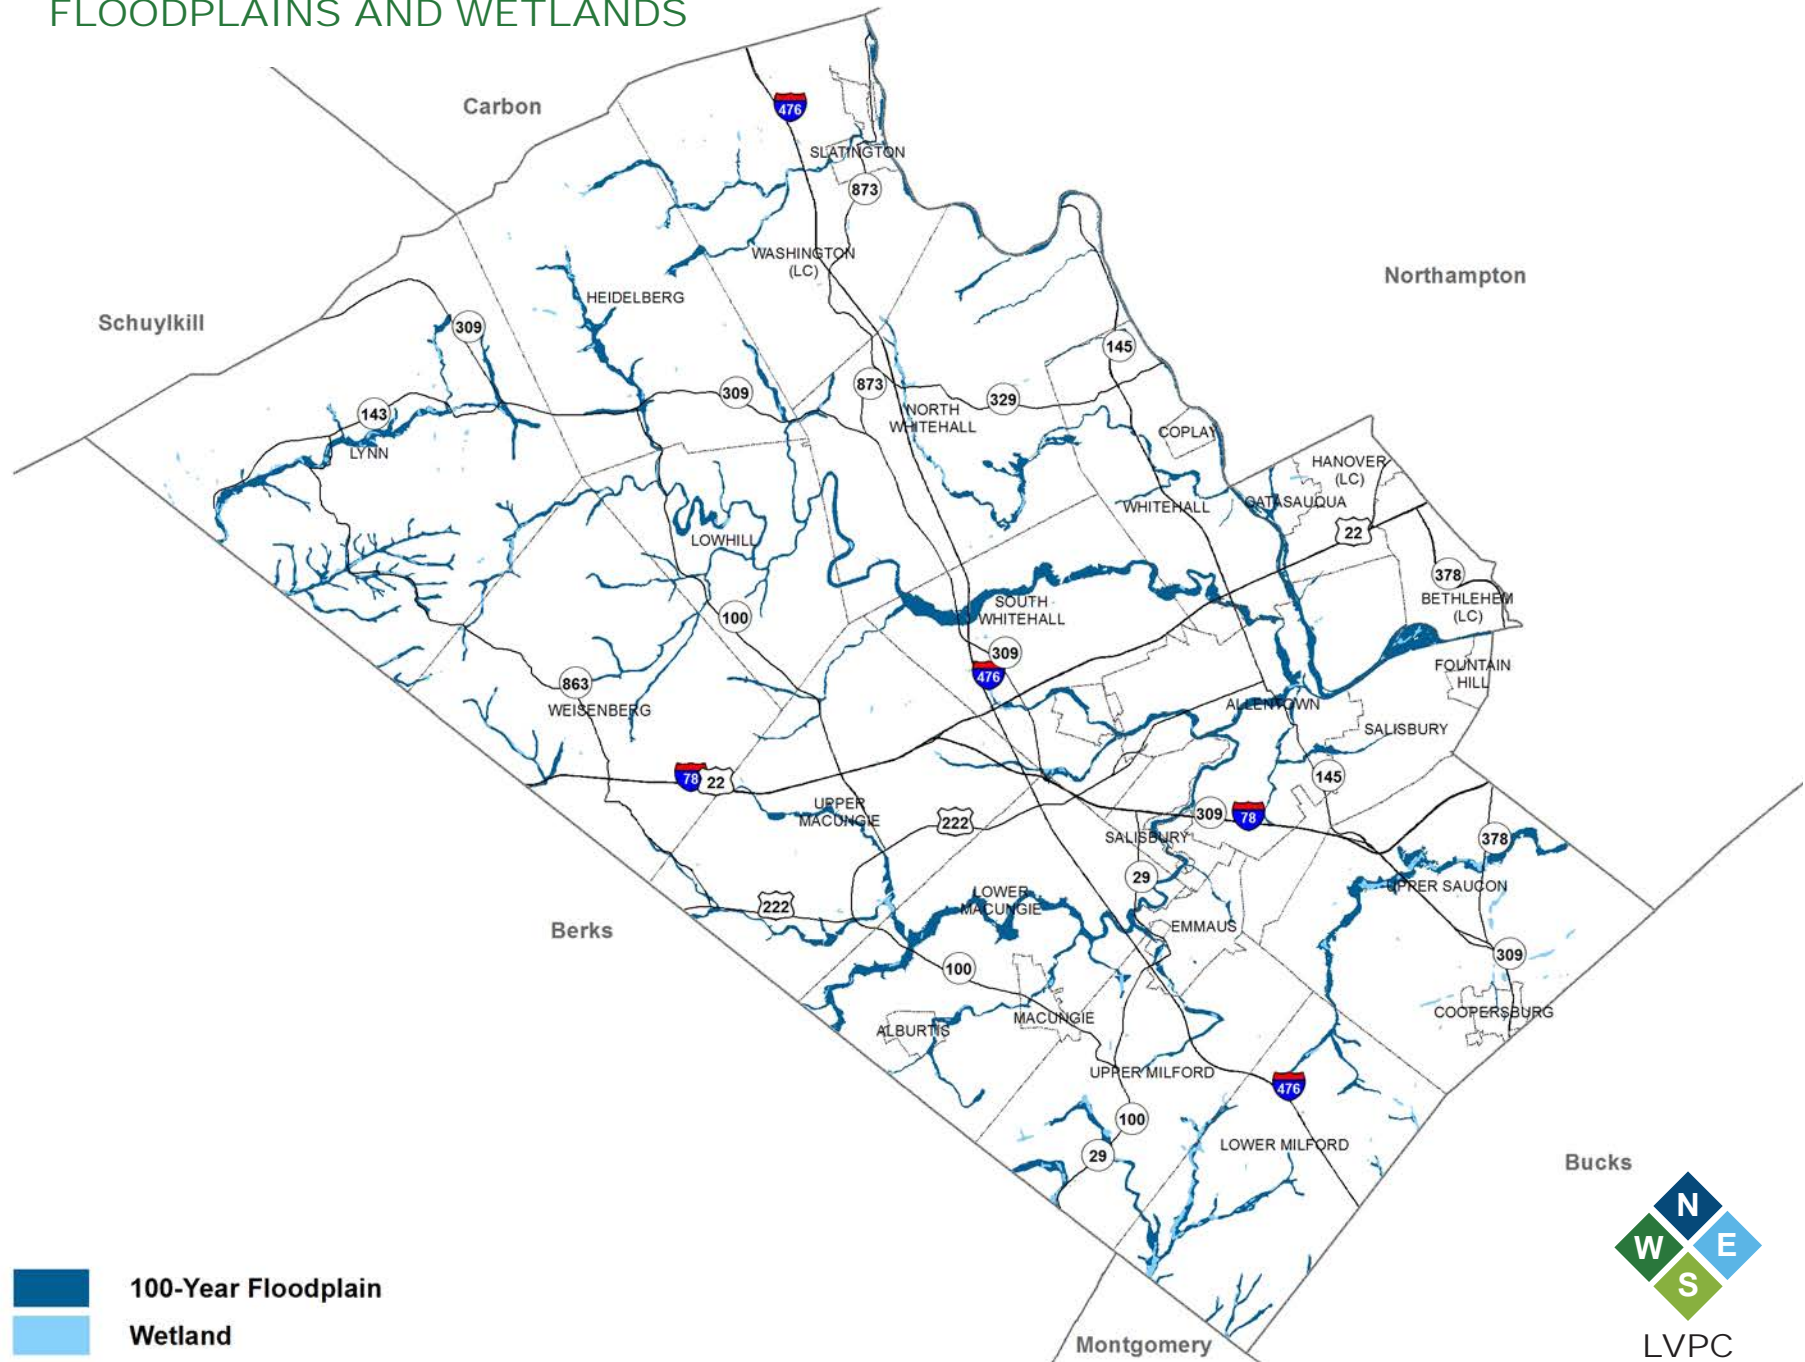 FLOODPLAINS AND WETLANDS
Carbon
476
SLATINGTON
873
WASHINGTON
(LC)
Northampton
HEIDELBERG
Schuylkill
309
145
309
873
329
143
NORTH
WHITEHALL
COPLAY
LYNN
HANOVER
(LC)
CATASAUQUA
WHITEHALL
22
LOWHILL
378
BETHLEHEM
(LC)
100
SOUTH
WHITEHALL
309
476
FOUNTAIN
HILL
863
WEISENBERG
ALLENTOWN
SALISBURY
78
22
145
UPPER
MACUNGIE
222
309
78
SALISBURY
378
29
UPPER SAUCON
LOWER
MACUNGIE
222
EMMAUS
Berks
309
100
COOPERSBURG
MACUNGIE
ALBURTIS
UPPER MILFORD
476
100
LOWER MILFORD
29
Bucks
N
W
E
S
LVPC
100-Year Floodplain
Wetland
Montgomery